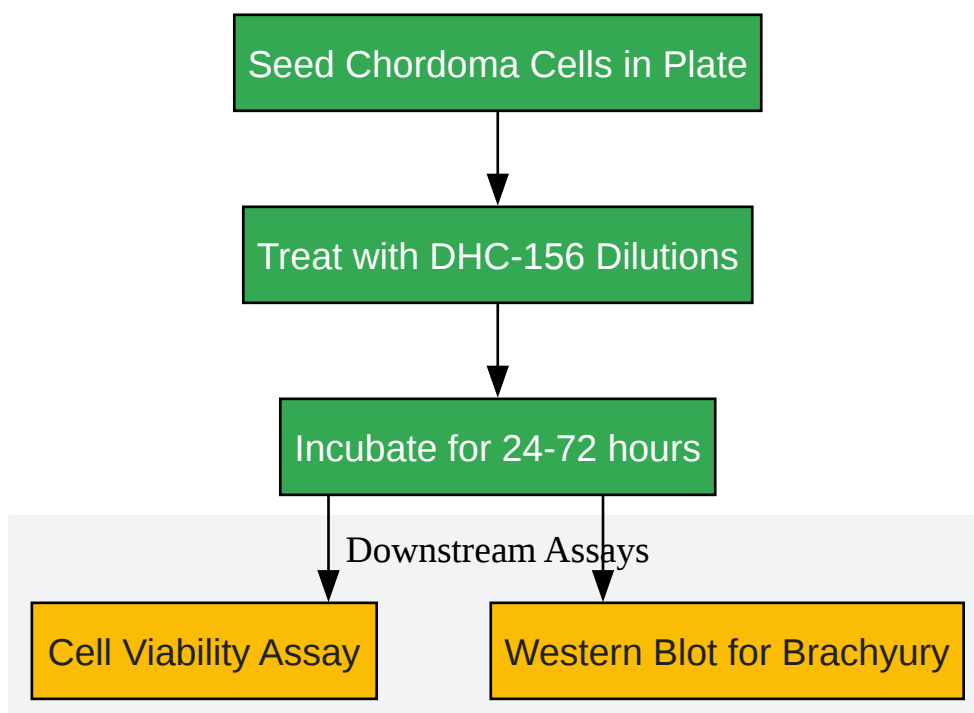 Seed Chordoma Cells in Plate
Treat with DHC-156 Dilutions
Incubate for 24-72 hours
Downstream Assays
Cell Viability Assay
Western Blot for Brachyury